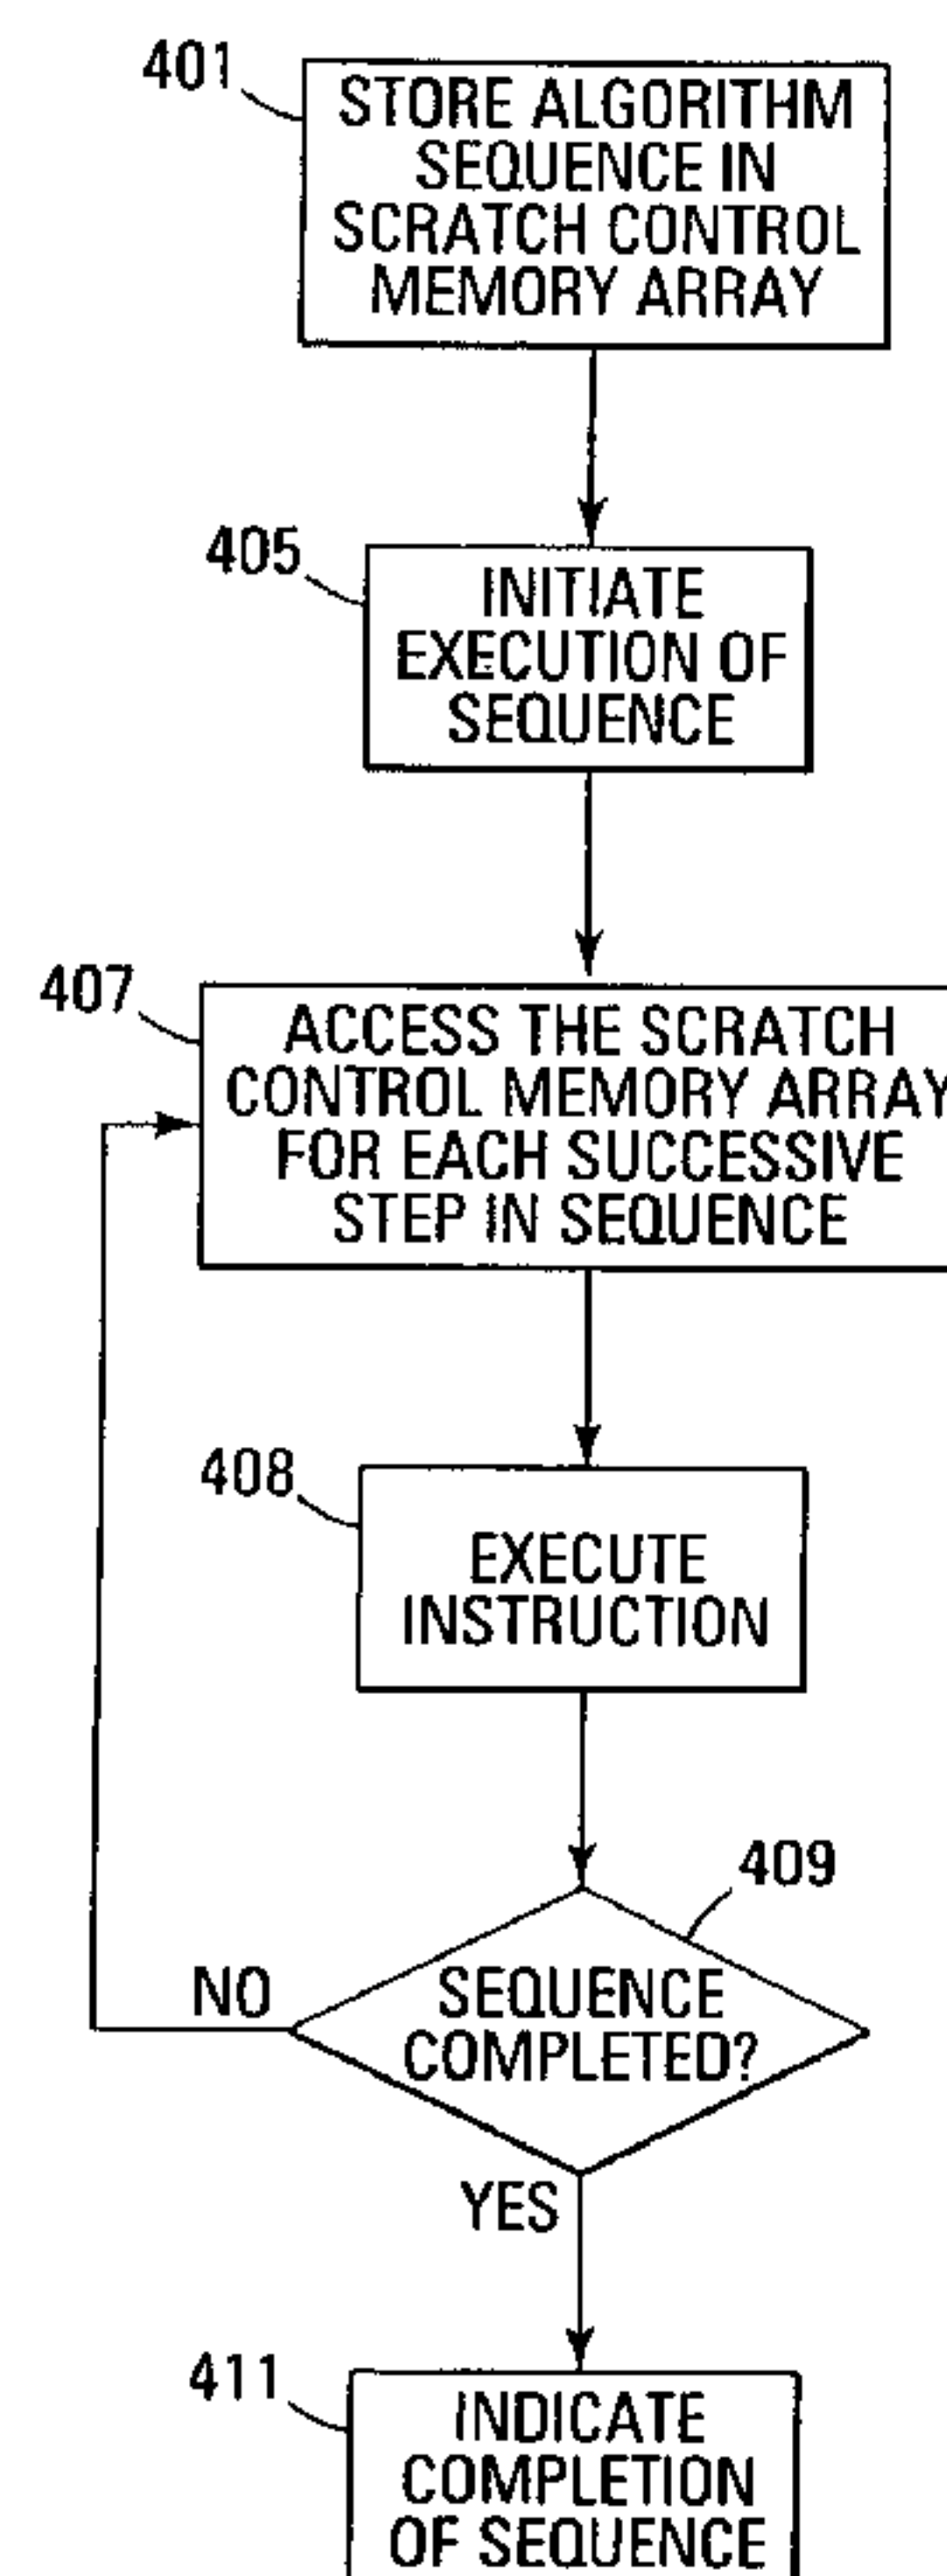 401
STORE ALGORITHM
SEQUENCE IN
SCRATCH CONTROL
MEMORY ARRAY
405
INITIATE
EXECUTION OF
SEQUENCE
407
ACCESS THE SCRATCH
CONTROL MEMORY ARRAY
FOR EACH SUCCESSIVE
STEP IN SEQUENCE
408
EXECUTE
INSTRUCTION
409
SEQUENCE
COMPLETED?
NO
YES
411
INDICATE
COMPLETION
OF SEQUENCE